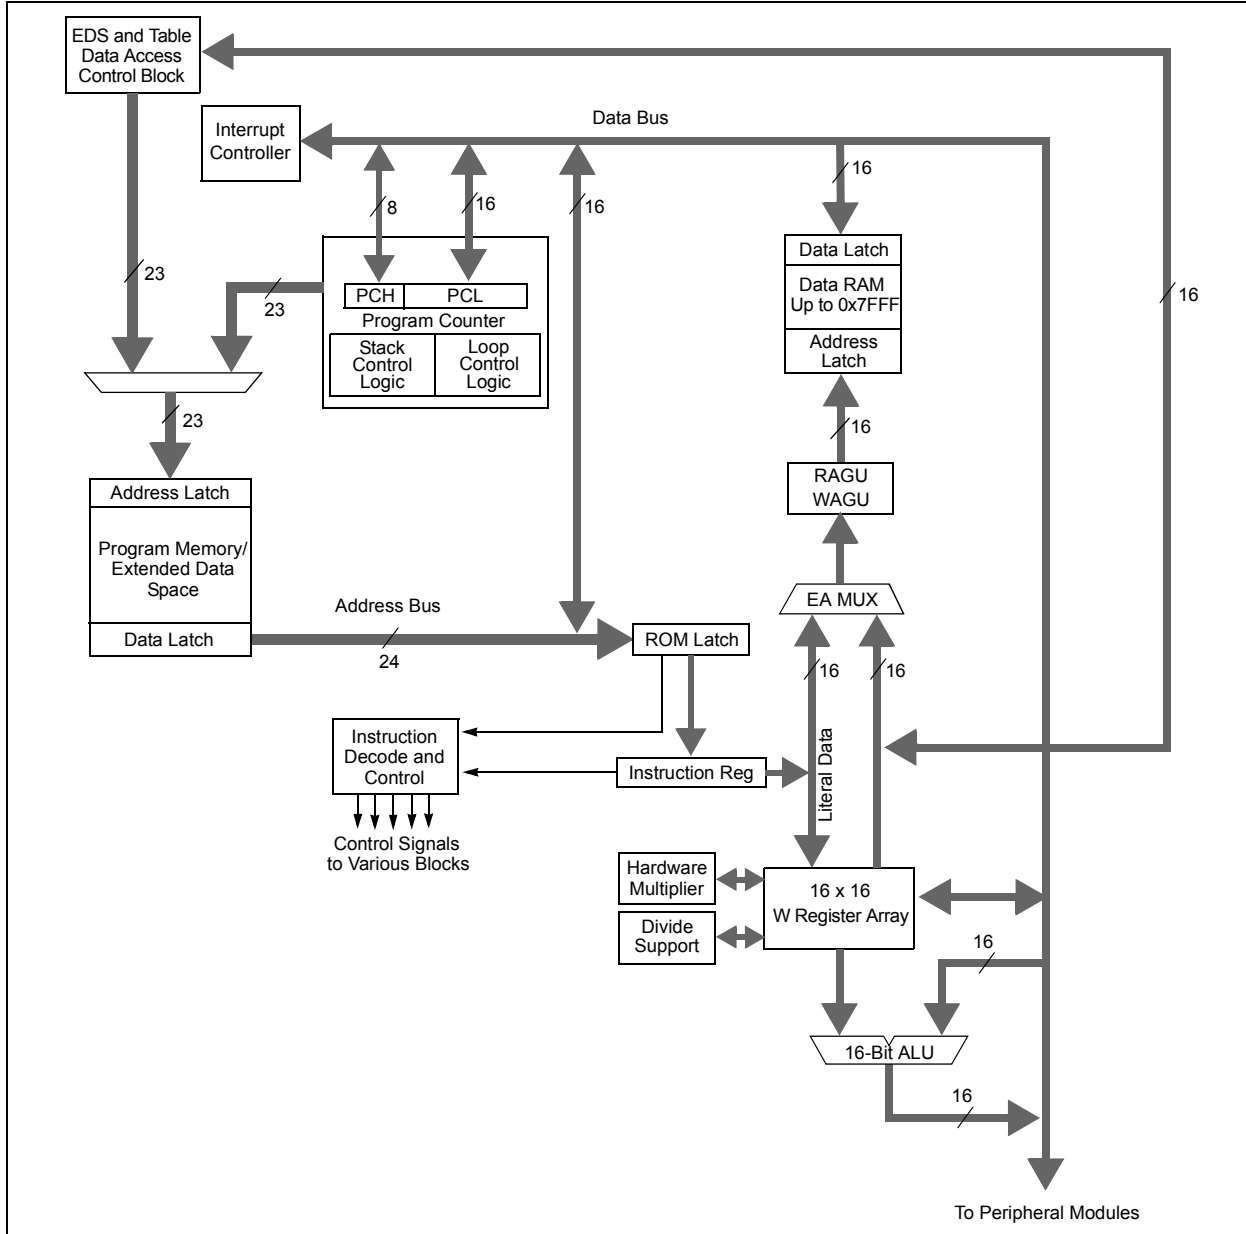 EDS and Table
Data Access
Control Block
Data Bus
Interrupt
Controller
16
8
16
16
16
23
23
PCH
PCL
Program Counter
Stack
Control
Logic
Loop
Control
Logic
Data Latch
Data RAM
Up to 0x7FFF
Address
Latch
23
16
RAGU
WAGU
Address Latch
Program Memory/
Extended Data
Space
Data Latch
EA MUX
Address Bus
24
ROM Latch
16
16
Instruction
Decode and
Control
Instruction Reg
Literal Data
Control Signals
to Various Blocks
Hardware
Multiplier
16 x 16
W Register Array
Divide
Support
16
16-Bit ALU
16
To Peripheral Modules